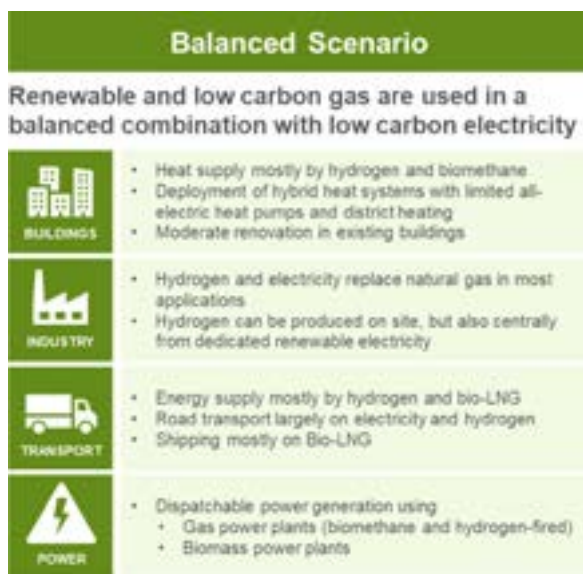 Balanced Scenario
Renewable and low carbon gas are used in a
balanced combination with low carbon electricity
BUILDINGS
• Heat supply mostly by hydrogen and biomethane
• Deployment of hybrid heat systems with limited all-
electric heat pumps and district heating
• Moderate renovation in existing buildings
INDUSTRY
• Hydrogen and electricity replace natural gas in most
applications
• Hydrogen can be produced on site, but also centrally
from dedicated renewable electricity
TRANSPORT
• Energy supply mostly by hydrogen and bio-LNG
• Road transport largely on electricity and hydrogen
• Shipping mostly on Bio-LNG
POWER
• Dispatchable power generation using
• Gas power plants (biomethane and hydrogen-fired)
• Biomass power plants